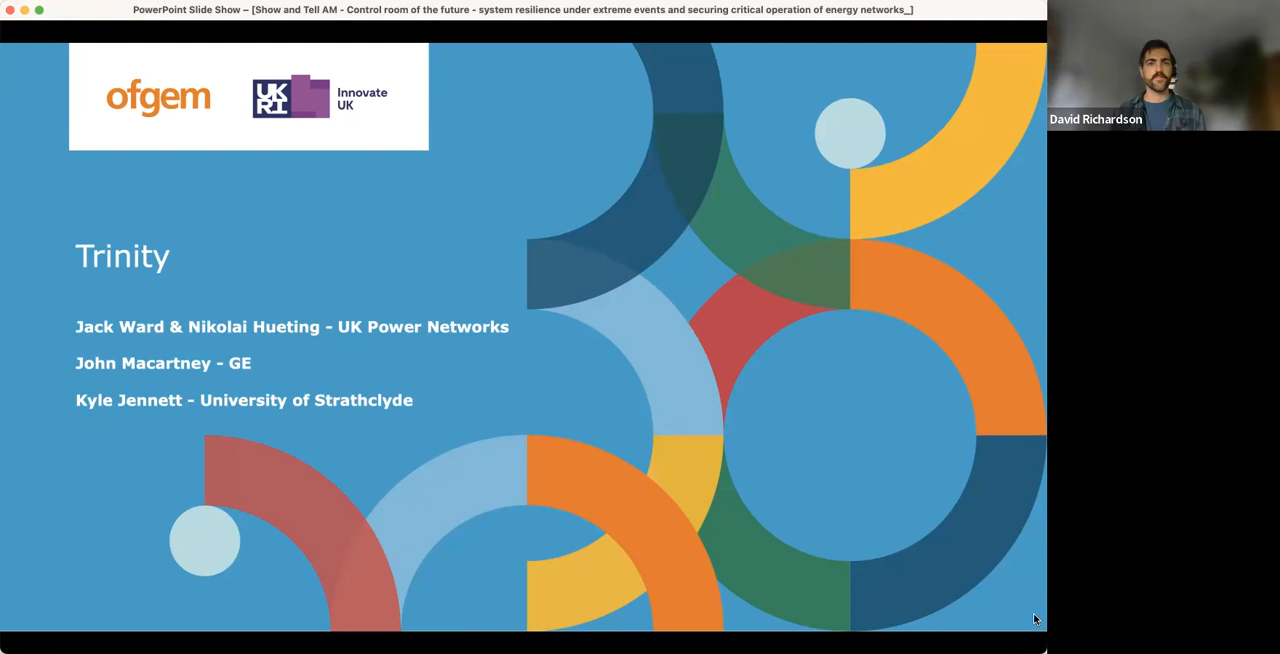 PowerPoint Slide Show – [Show and Tell AM - Control room of the future - system resilience under extreme events and securing critical operation of energy networks_]
ofgem
UK
RI
Innovate
UK
David Richardson
Trinity
Jack Ward & Nikolai Hueting - UK Power Networks
John Macartney - GE
Kyle Jennett - University of Strathclyde